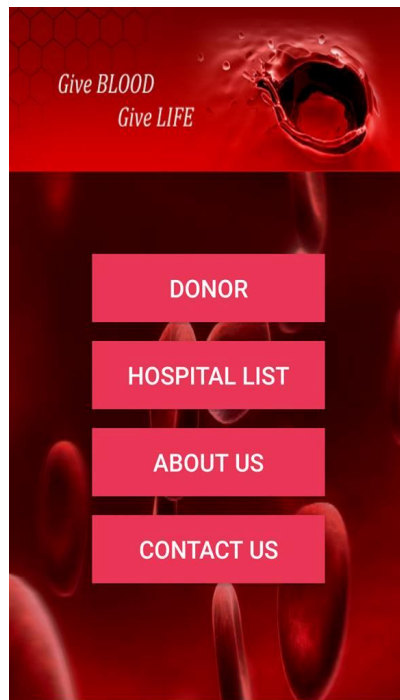 Give BLOOD
Give LIFE
DONOR
HOSPITAL LIST
ABOUT US
CONTACT US